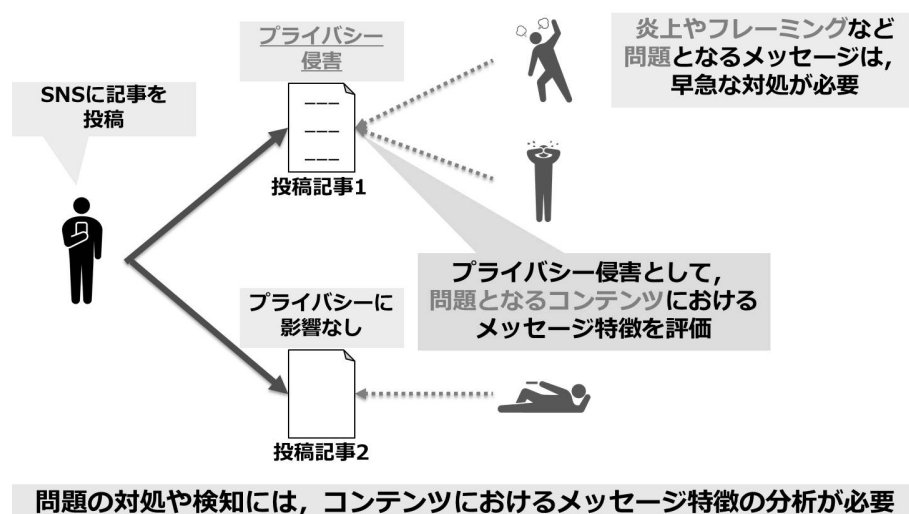 プライバシー
侵害
炎上やフレーミングなど
問題となるメッセージは，
早急な対処が必要
SNSに記事を
投稿
投稿記事1
プライバシー侵害として，
問題となるコンテンツにおける
メッセージ特徴を評価
プライバシーに
影響なし
投稿記事2
問題の対処や検知には，コンテンツにおけるメッセージ特徴の分析が必要